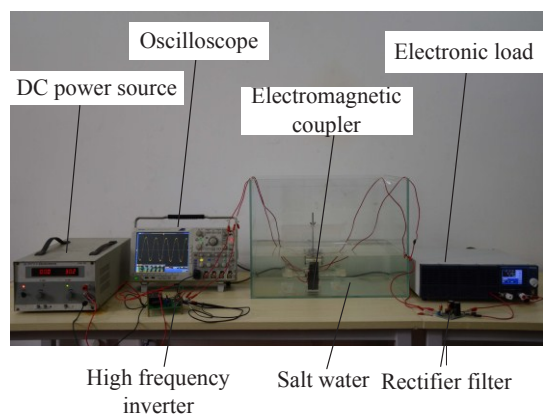 Oscilloscope
Electronic load
DC power source
Electromagnetic
coupler
High frequency
inverter
Salt water
Rectifier filter